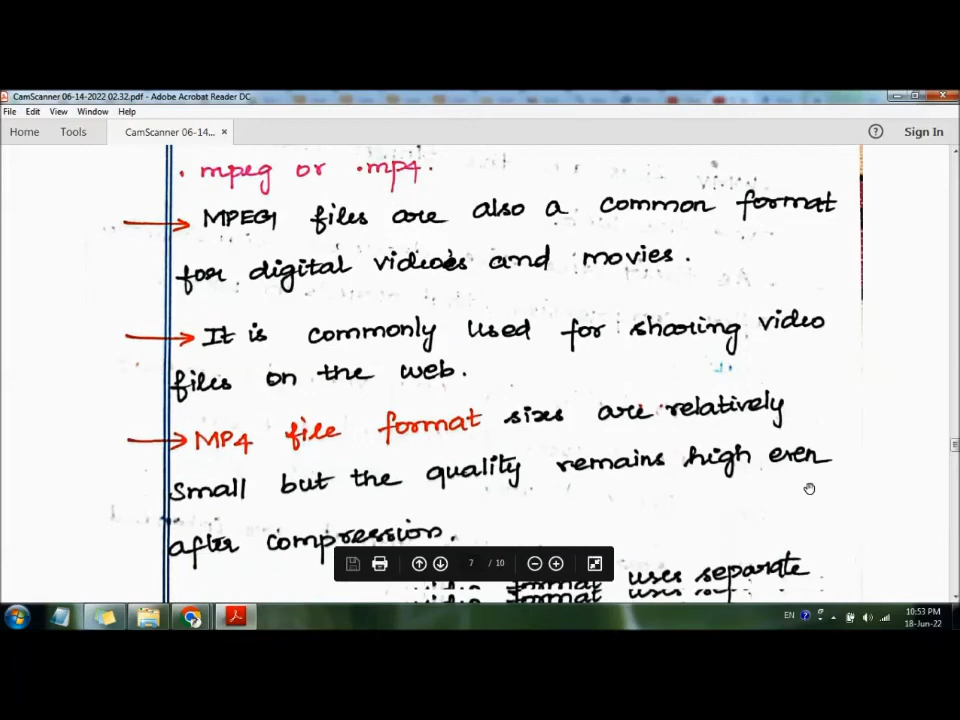 CamScanner 06-14-2022 02.32.pdf - Adobe Acrobat Reader DC
File Edit View Window Help
Home Tools CamScanner 06-14... × ? Sign In
. mpeg or .mp4.
MPEG files are also a common format
for digital videos and movies.
It is commonly used for sharing video
files on the web.
MP4 file format sizes are relatively
small but the quality remains high even
after compression.
7 / 10
format uses separate
EN 10:53 PM
18-Jun-22